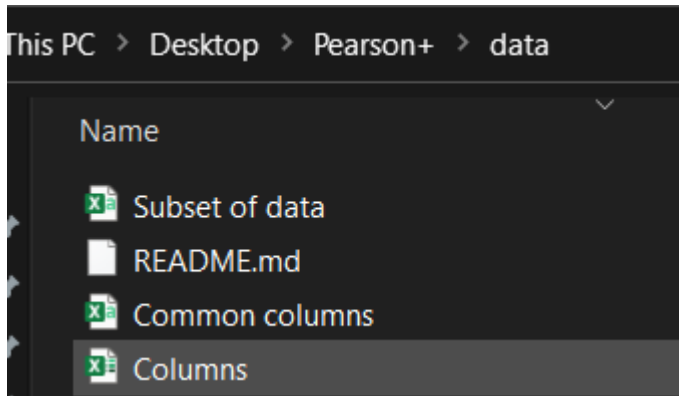 This PC > Desktop > Pearson+ > data
Name
Subset of data
README.md
Common columns
Columns